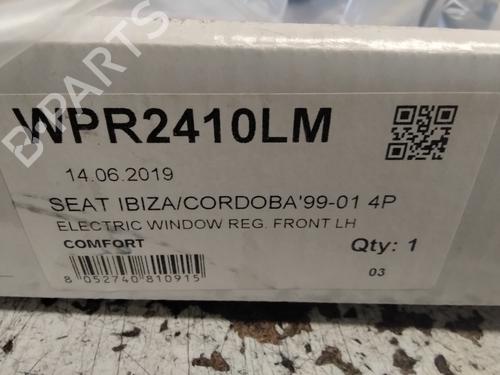 WPR2410LM
14.06.2019
SEAT IBIZA/CORDOBA'99-01 4P
ELECTRIC WINDOW REG. FRONT LH
COMFORT
Qty: 1
8 052740 810915
03
B-PARTS